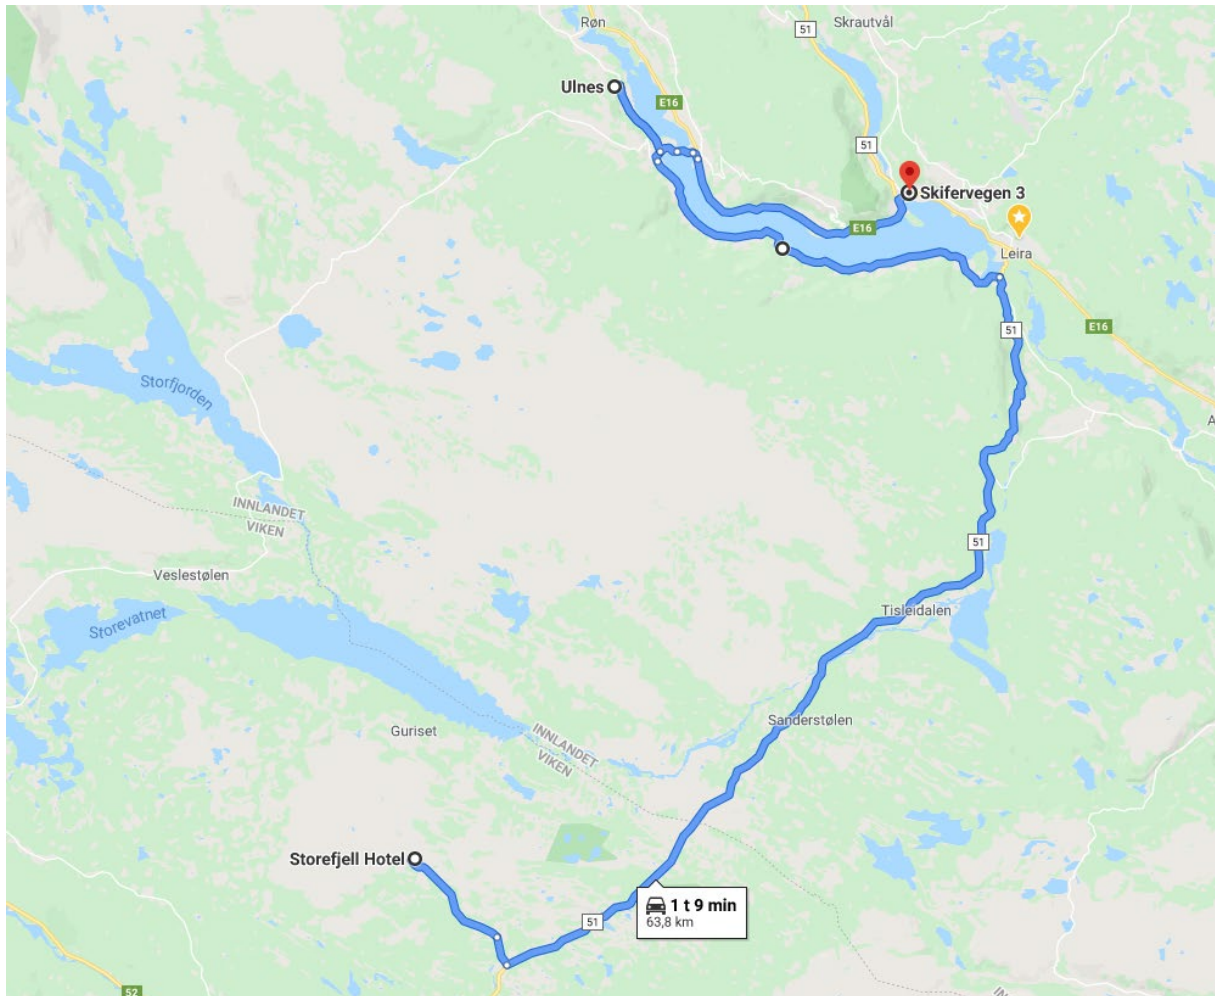 Røn
Skrautvål
51
Ulnes
E16
51
Skifervegen 3
E16
Leira
51
E16
Storfjorden
A
INNLANDET
VIKEN
51
Veslestølen
Storevatnet
Tisleidalen
Sanderstølen
Guriset
INNLANDET
VIKEN
Storefjell Hotel
1 t 9 min
63,8 km
51
52
IN